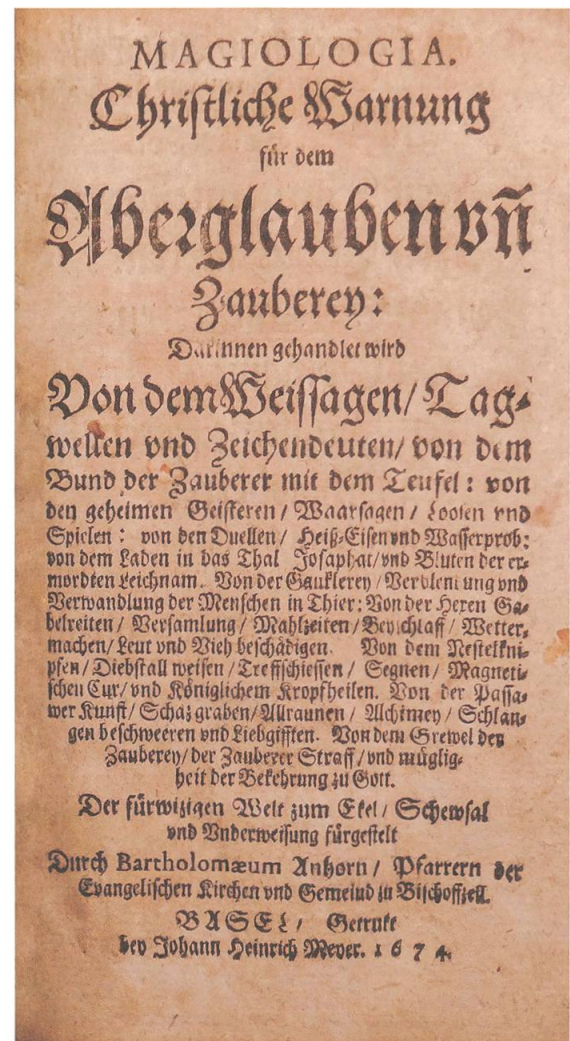 MAGIOLOGIA.
Christliche Warnung
für dem
Aberglauben vñ
Zauberey:
Darinnen gehandlet wird
Von dem Weissagen/ Tag-
wellen vnd Zeichendeuten/ von dem
Bund der Zauberer mit dem Teufel: von
den geheimen Geisteren/ Waarsagen/ Loosen vnd
Spielen: von den Duellen/ Heiß-Eisen vnd Wasserprob:
von dem Laden in das Thal Josaphat/ vnd Bluten der er-
mordten Leichnam. Von der Gauklerey/ Verblendung vnd
Verwandlung der Menschen in Thier: Von der Hexen Ga-
belreiten/ Versamlung/ Mahlzeiten/ Beyschlaff/ Wetter-
machen/ Leut vnd Vieh beschädigen. Von dem Nestelkni-
pfen/ Diebstall weisen/ Treffschiessen/ Segnen/ Magneti-
schen Cur/ vnd Königlichem Kropfheilen. Von der Passa-
wer Kunst/ Schazgraben/ Allraunen/ Alchimey/ Schlan-
gen beschweeren vnd Liebgifften. Von dem Grewel der
Zauberey/ der Zauberer Straff/ vnd müglig-
heit der Bekehrung zu Gott.
Der fürwizigen Welt zum Ekel/ Schewsal
vnd Vnderweisung fürgestelt
Durch Bartholomæum Anhorn/ Pfarrern der
Evangelischen Kirchen vnd Gemeind zu Bischoffzell.
BASEL/ Getrukt
bey Johann Heinrich Meyer. 1674.